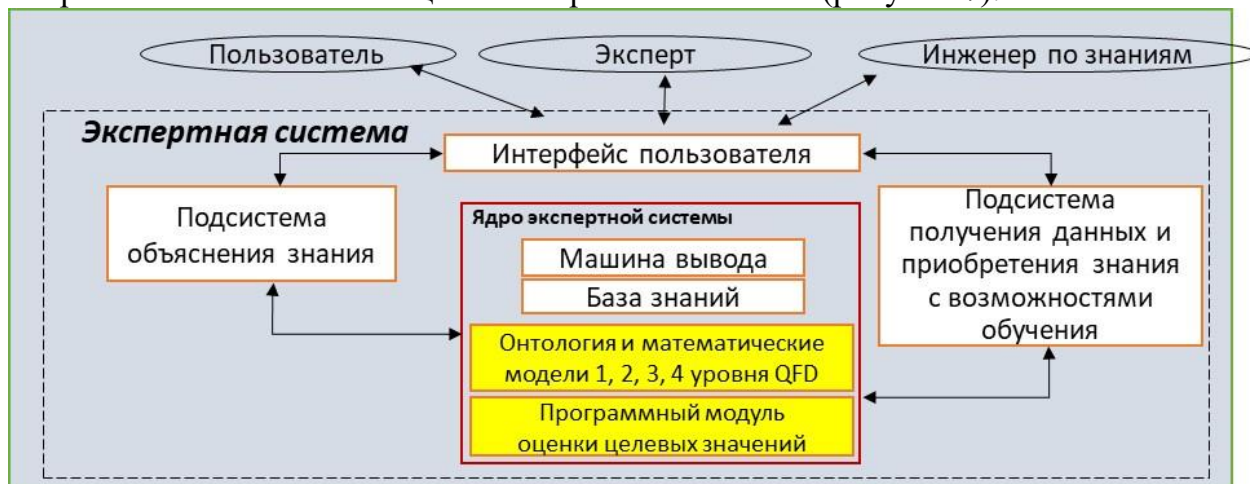 Пользователь
Эксперт
Инженер по знаниям
Экспертная система
Интерфейс пользователя
Подсистема
объяснения знания
Ядро экспертной системы
Машина вывода
База знаний
Онтология и математические
модели 1, 2, 3, 4 уровня QFD
Программный модуль
оценки целевых значений
Подсистема
получения данных и
приобретения знания
с возможностями
обучения